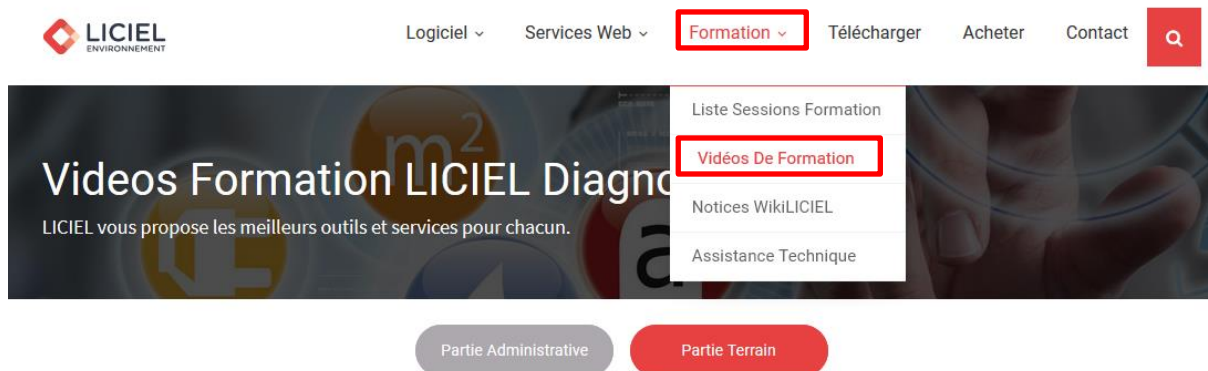 LICIEL
ENVIRONNEMENT
Logiciel
Services Web
Formation
Télécharger
Acheter
Contact
Liste Sessions Formation
Vidéos De Formation
Notices WikiLICIEL
Assistance Technique
m²
Videos Formation LICIEL Diagno
LICIEL vous propose les meilleurs outils et services pour chacun.
a
Partie Administrative
Partie Terrain